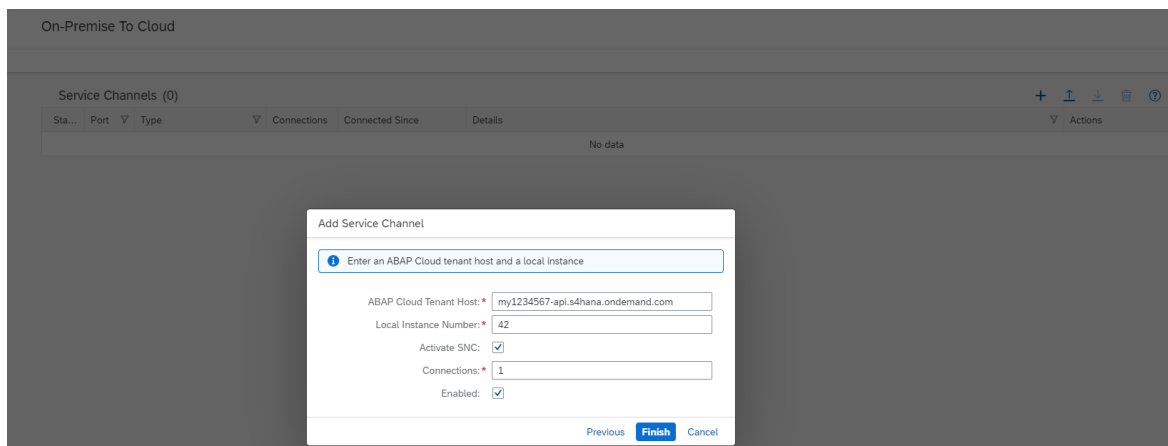 On-Premise To Cloud
Service Channels (0)
Sta... Port Type Connections Connected Since Details Actions
No data
Add Service Channel
Enter an ABAP Cloud tenant host and a local instance
ABAP Cloud Tenant Host:* my1234567-api.s4hana.ondemand.com
Local Instance Number:* 42
Activate SNC:
Connections:* 1
Enabled:
Previous Finish Cancel